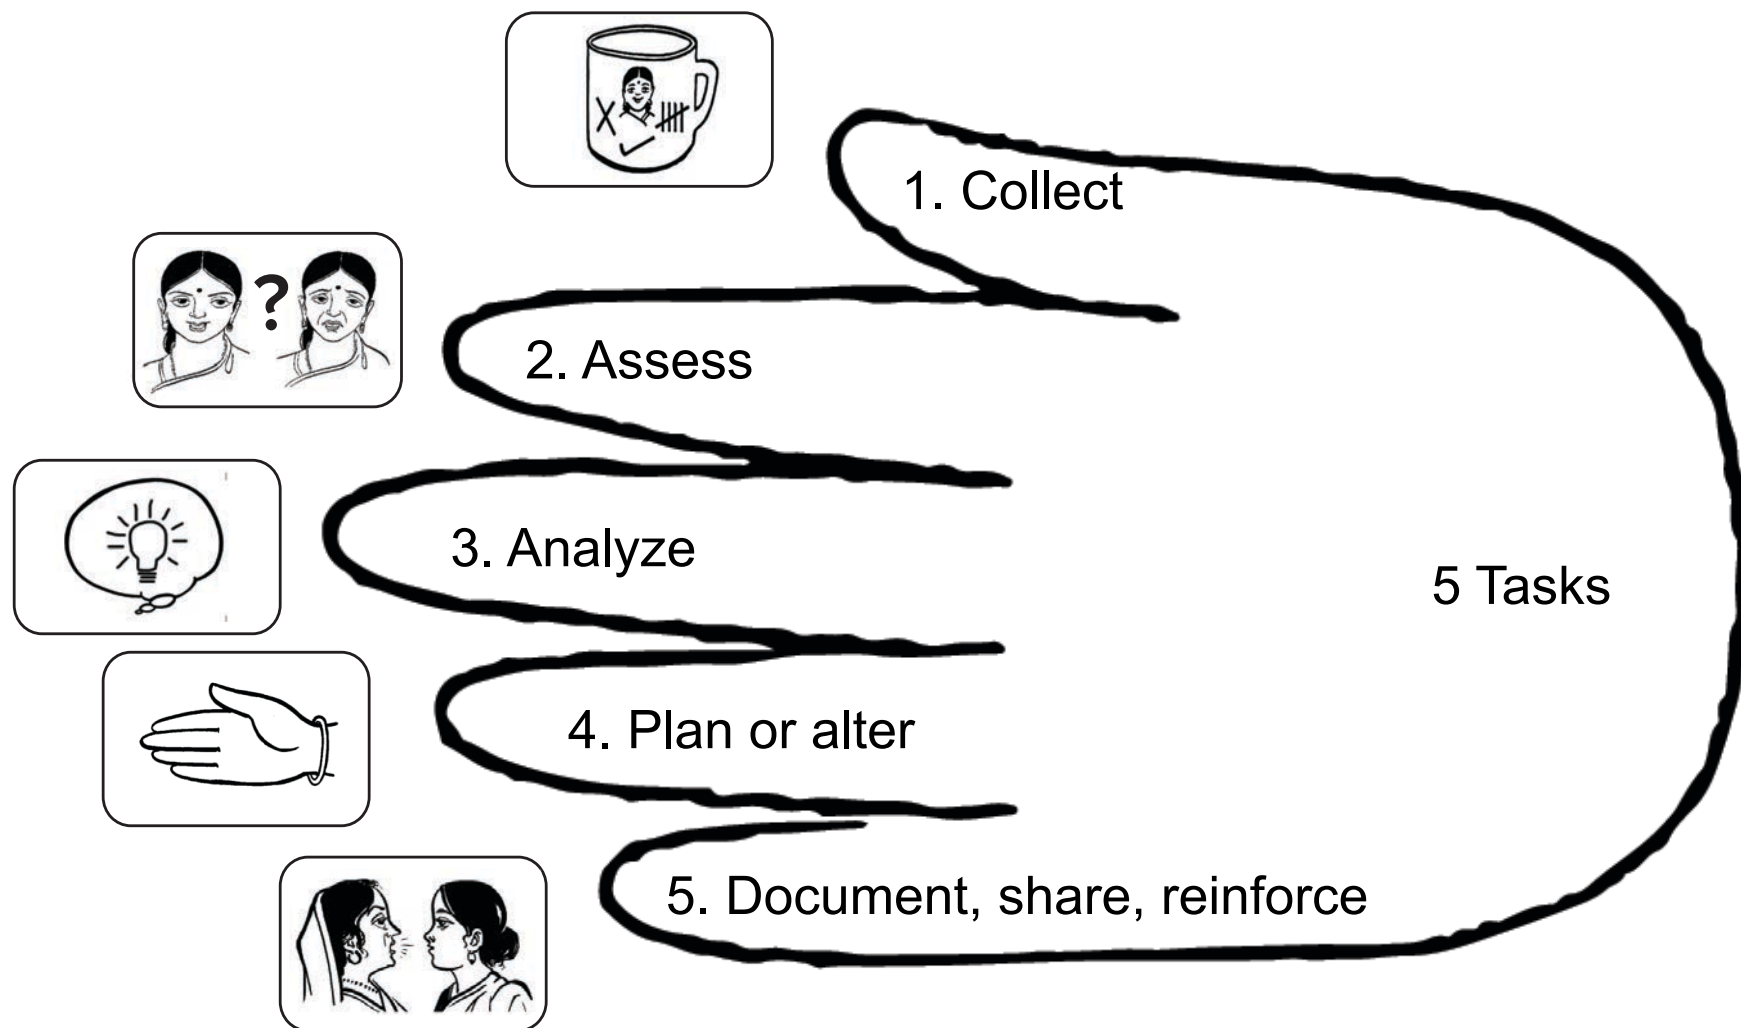 1. Collect
?
2. Assess
3. Analyze
5 Tasks
4. Plan or alter
5. Document, share, reinforce